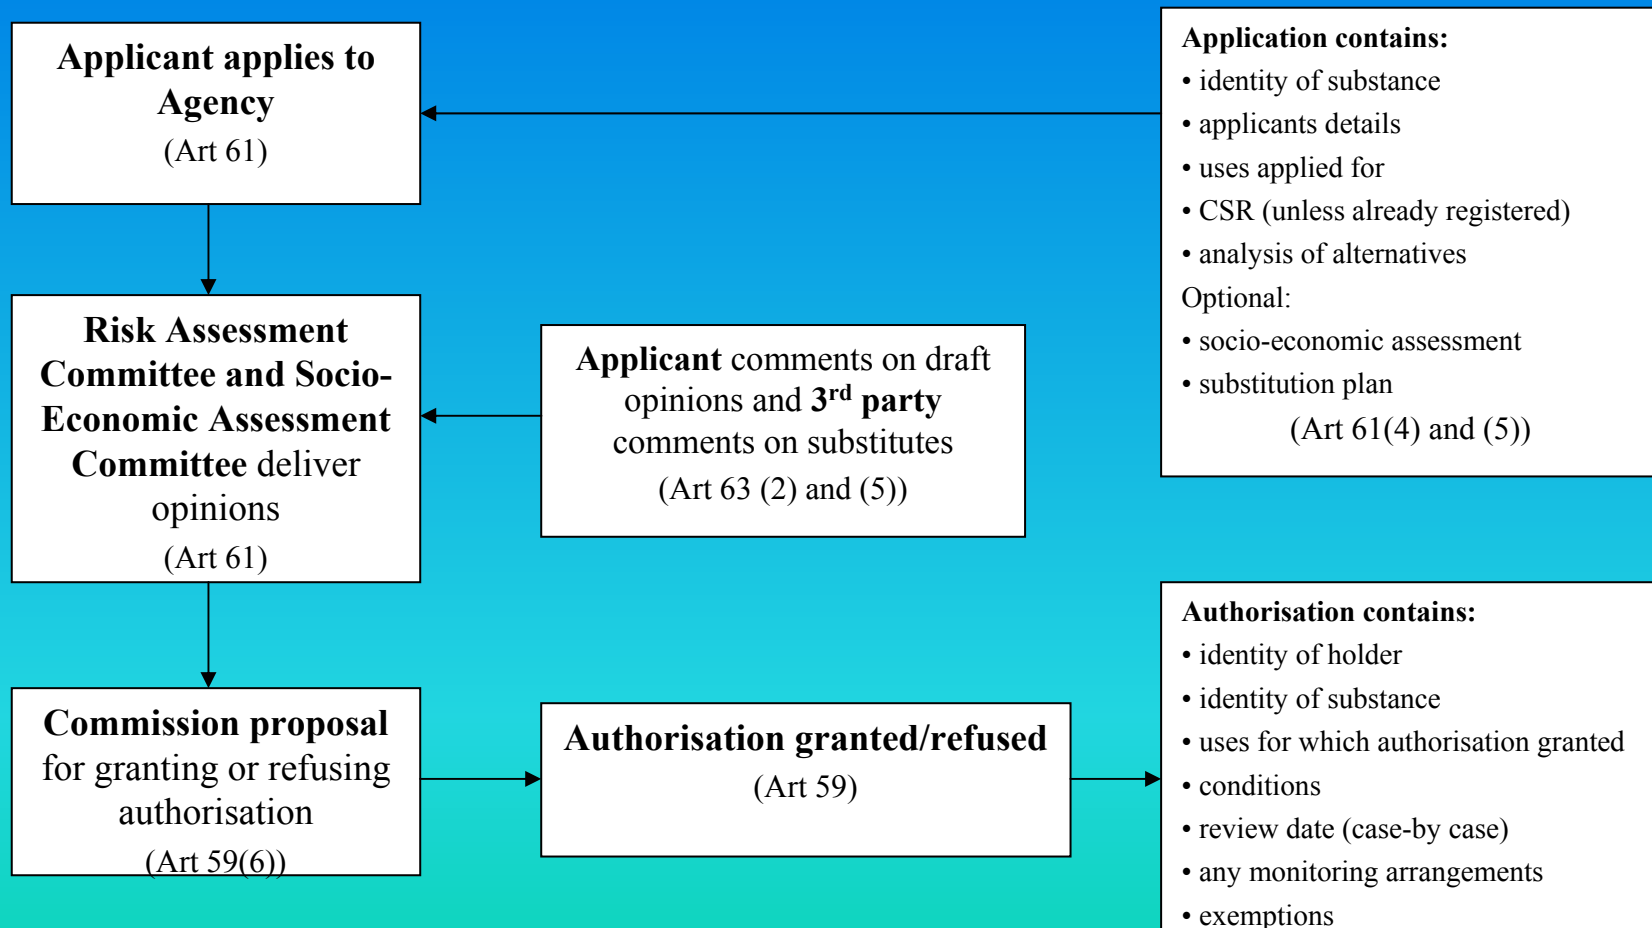 Applicant applies to
Agency
(Art 61)
Application contains:
• identity of substance
• applicants details
• uses applied for
• CSR (unless already registered)
• analysis of alternatives
Optional:
• socio-economic assessment
• substitution plan
(Art 61(4) and (5))
Risk Assessment
Committee and Socio-
Economic Assessment
Committee deliver
opinions
(Art 61)
Applicant comments on draft
opinions and 3rd party
comments on substitutes
(Art 63 (2) and (5))
Commission proposal
for granting or refusing
authorisation
(Art 59(6))
Authorisation granted/refused
(Art 59)
Authorisation contains:
• identity of holder
• identity of substance
• uses for which authorisation granted
• conditions
• review date (case-by case)
• any monitoring arrangements
• exemptions